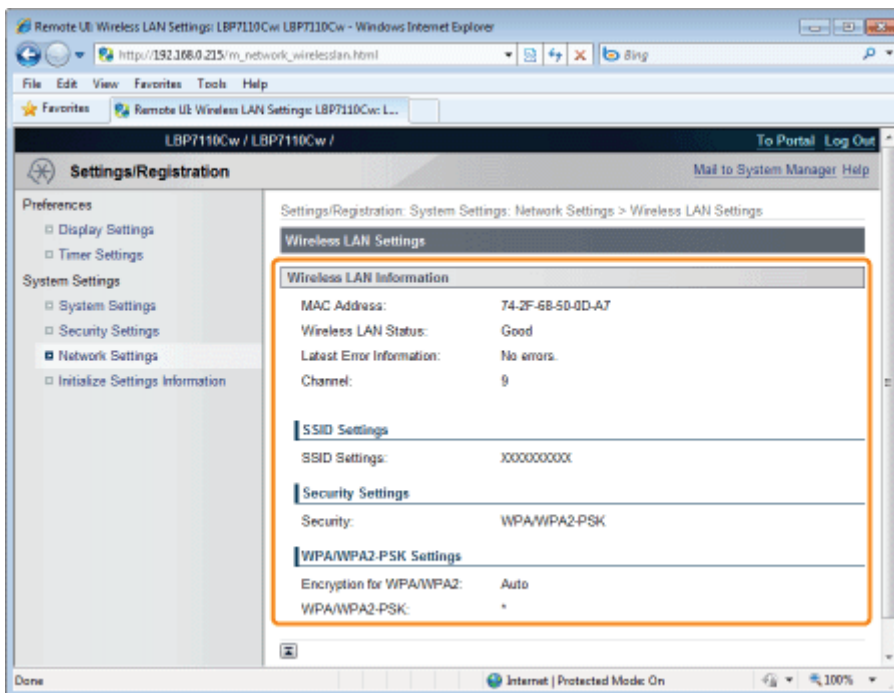 Remote UI: Wireless LAN Settings: LBP7110Cw: LBP7110Cw - Windows Internet Explorer
http://192.168.0.215/m_network_wirelesslan.html
Bing
File Edit View Favorites Tools Help
Favorites Remote UI: Wireless LAN Settings: LBP7110Cw: L...
LBP7110Cw / LBP7110Cw /
To Portal Log Out
Settings/Registration
Mail to System Manager Help
Preferences
Display Settings
Timer Settings
System Settings
System Settings
Security Settings
Network Settings
Initialize Settings Information
Settings/Registration: System Settings: Network Settings > Wireless LAN Settings
Wireless LAN Settings
Wireless LAN Information
MAC Address: 74-2F-68-50-0D-A7
Wireless LAN Status: Good
Latest Error Information: No errors.
Channel: 9
SSID Settings
SSID Settings: XXXXXXXXXX
Security Settings
Security: WPA/WPA2-PSK
WPA/WPA2-PSK Settings
Encryption for WPA/WPA2: Auto
WPA/WPA2-PSK: *
Done
Internet | Protected Mode: On
100%